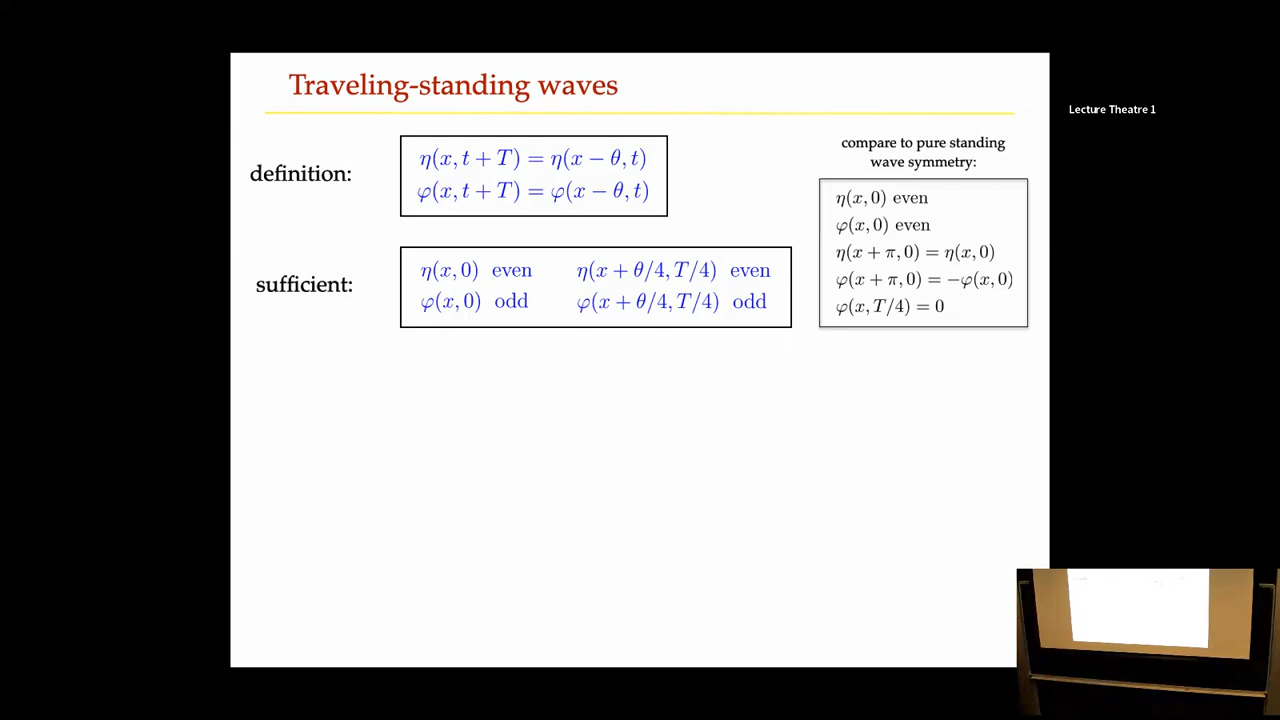 Traveling-standing waves
Lecture Theatre 1
definition:
η(x, t + T) = η(x − θ, t)
φ(x, t + T) = φ(x − θ, t)
compare to pure standing
wave symmetry:
η(x, 0) even
φ(x, 0) even
η(x + π, 0) = η(x, 0)
φ(x + π, 0) = −φ(x, 0)
φ(x, T/4) = 0
sufficient:
η(x, 0) even η(x + θ/4, T/4) even
φ(x, 0) odd φ(x + θ/4, T/4) odd